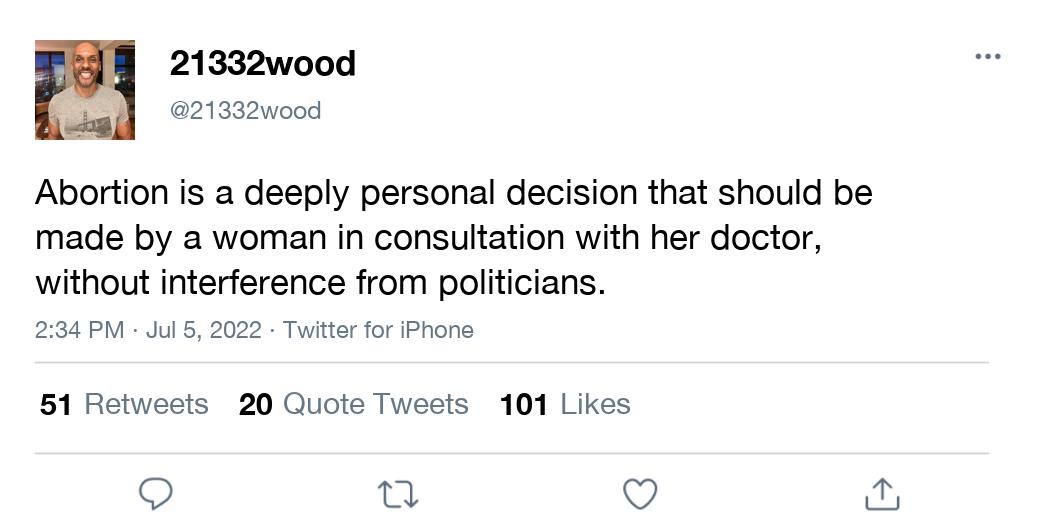 21332wood
@21332wood
Abortion is a deeply personal decision that should be
made by a woman in consultation with her doctor,
without interference from politicians.
2:34 PM · Jul 5, 2022 · Twitter for iPhone
51 Retweets 20 Quote Tweets 101 Likes